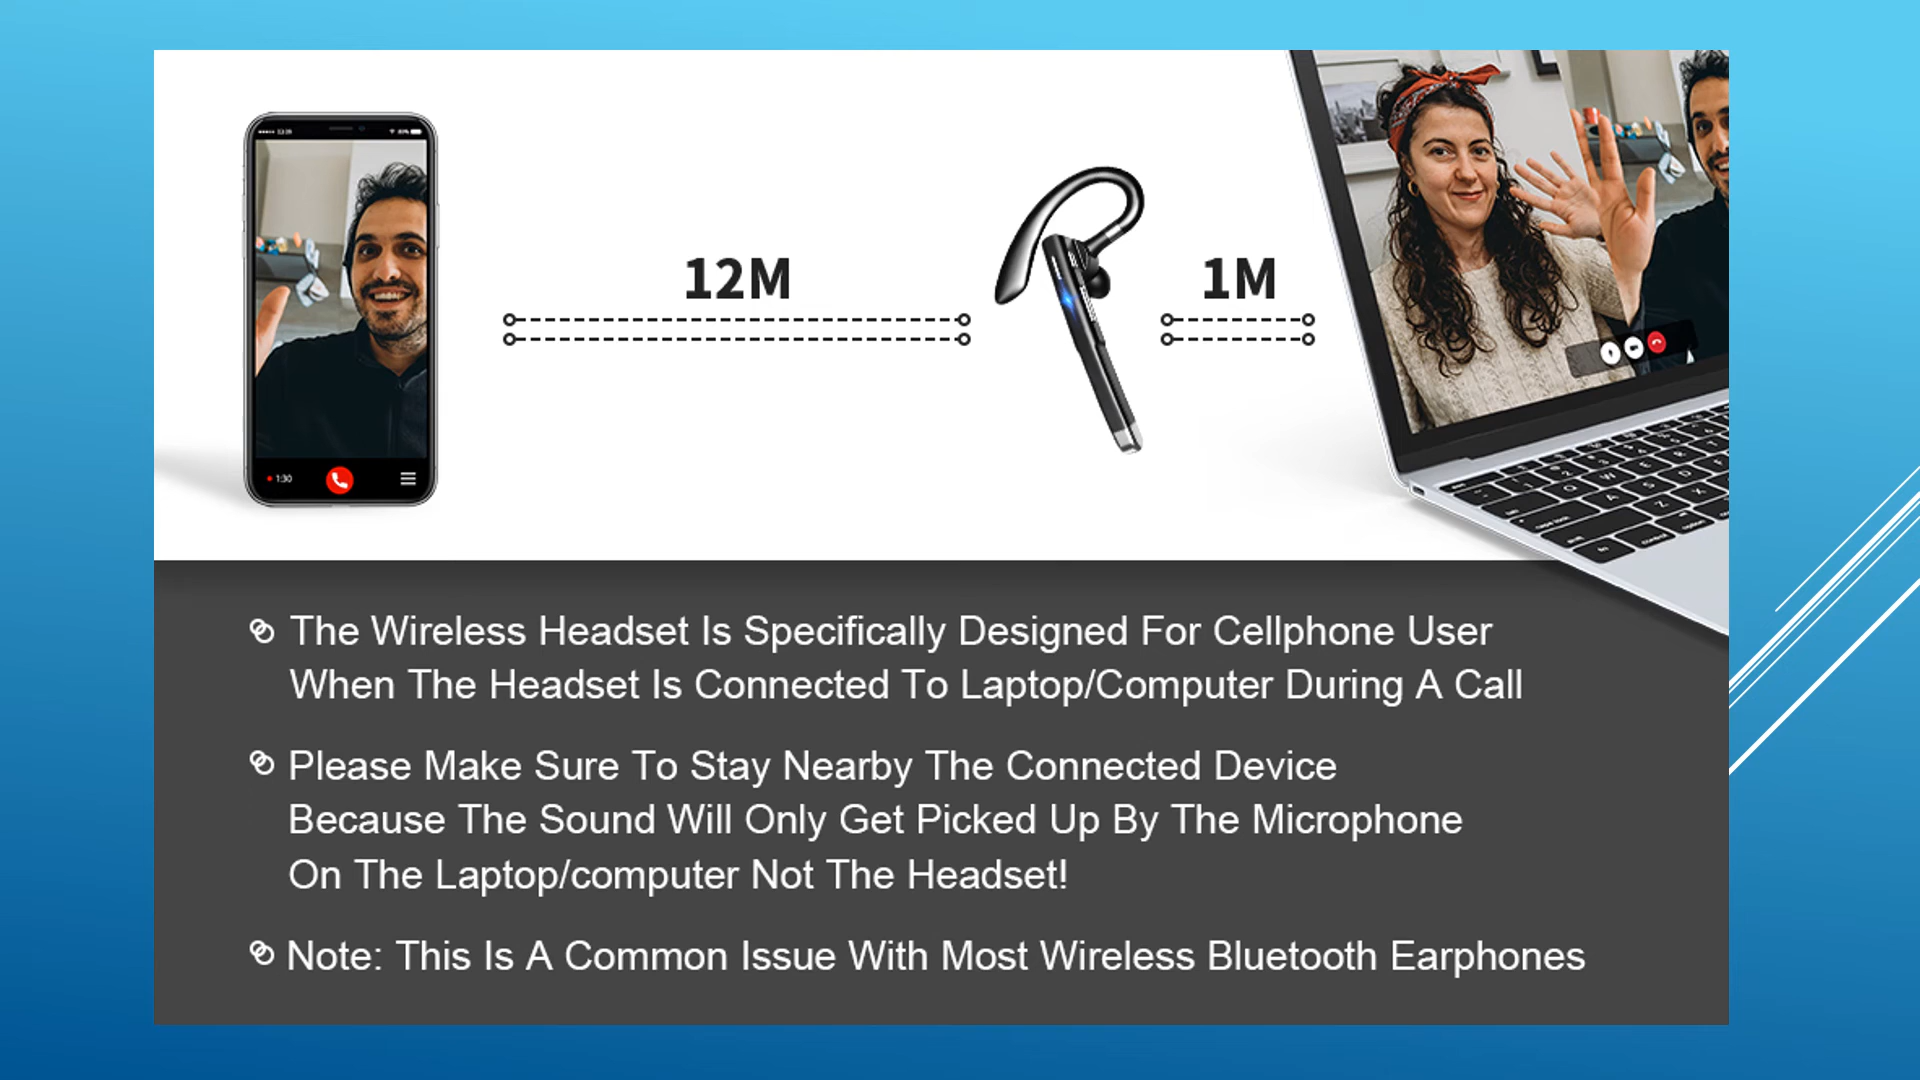 12M
1M
1:30
The Wireless Headset Is Specifically Designed For Cellphone User
When The Headset Is Connected To Laptop/Computer During A Call
Please Make Sure To Stay Nearby The Connected Device
Because The Sound Will Only Get Picked Up By The Microphone
On The Laptop/computer Not The Headset!
Note: This Is A Common Issue With Most Wireless Bluetooth Earphones